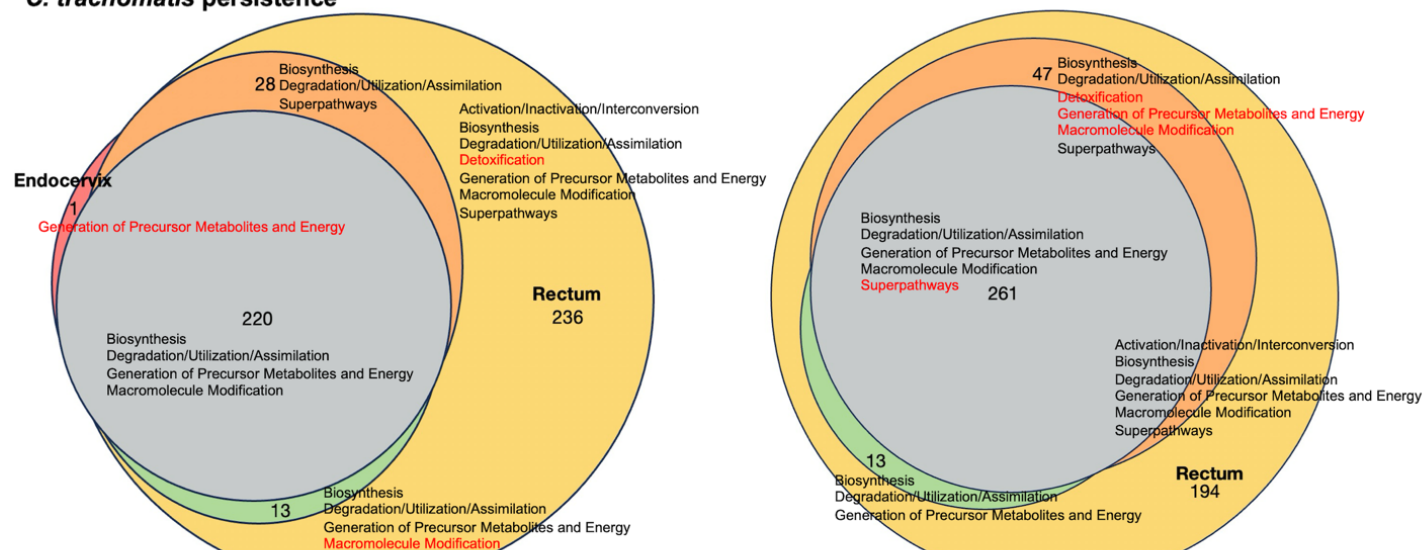 C. trachomatis persistence
28
Biosynthesis
Degradation/Utilization/Assimilation
Superpathways
Activation/Inactivation/Interconversion
Biosynthesis
Degradation/Utilization/Assimilation
Detoxification
Generation of Precursor Metabolites and Energy
Macromolecule Modification
Superpathways
Endocervix
1
Generation of Precursor Metabolites and Energy
Rectum
236
220
Biosynthesis
Degradation/Utilization/Assimilation
Generation of Precursor Metabolites and Energy
Macromolecule Modification
13
Biosynthesis
Degradation/Utilization/Assimilation
Generation of Precursor Metabolites and Energy
Macromolecule Modification
47
Biosynthesis
Degradation/Utilization/Assimilation
Detoxification
Generation of Precursor Metabolites and Energy
Macromolecule Modification
Superpathways
Biosynthesis
Degradation/Utilization/Assimilation
Generation of Precursor Metabolites and Energy
Macromolecule Modification
Superpathways
261
Activation/Inactivation/Interconversion
Biosynthesis
Degradation/Utilization/Assimilation
Generation of Precursor Metabolites and Energy
Macromolecule Modification
Superpathways
Rectum
194
13
Biosynthesis
Degradation/Utilization/Assimilation
Generation of Precursor Metabolites and Energy